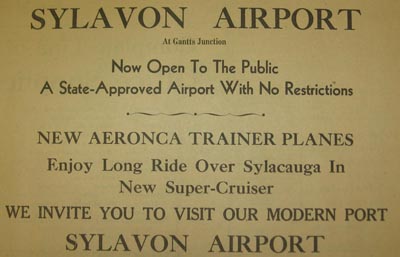 SYLAVON AIRPORT
At Gantts Junction
Now Open To The Public
A State-Approved Airport With No Restrictions
NEW AERONCA TRAINER PLANES
Enjoy Long Ride Over Sylacauga In
New Super-Cruiser
WE INVITE YOU TO VISIT OUR MODERN PORT
SYLAVON AIRPORT